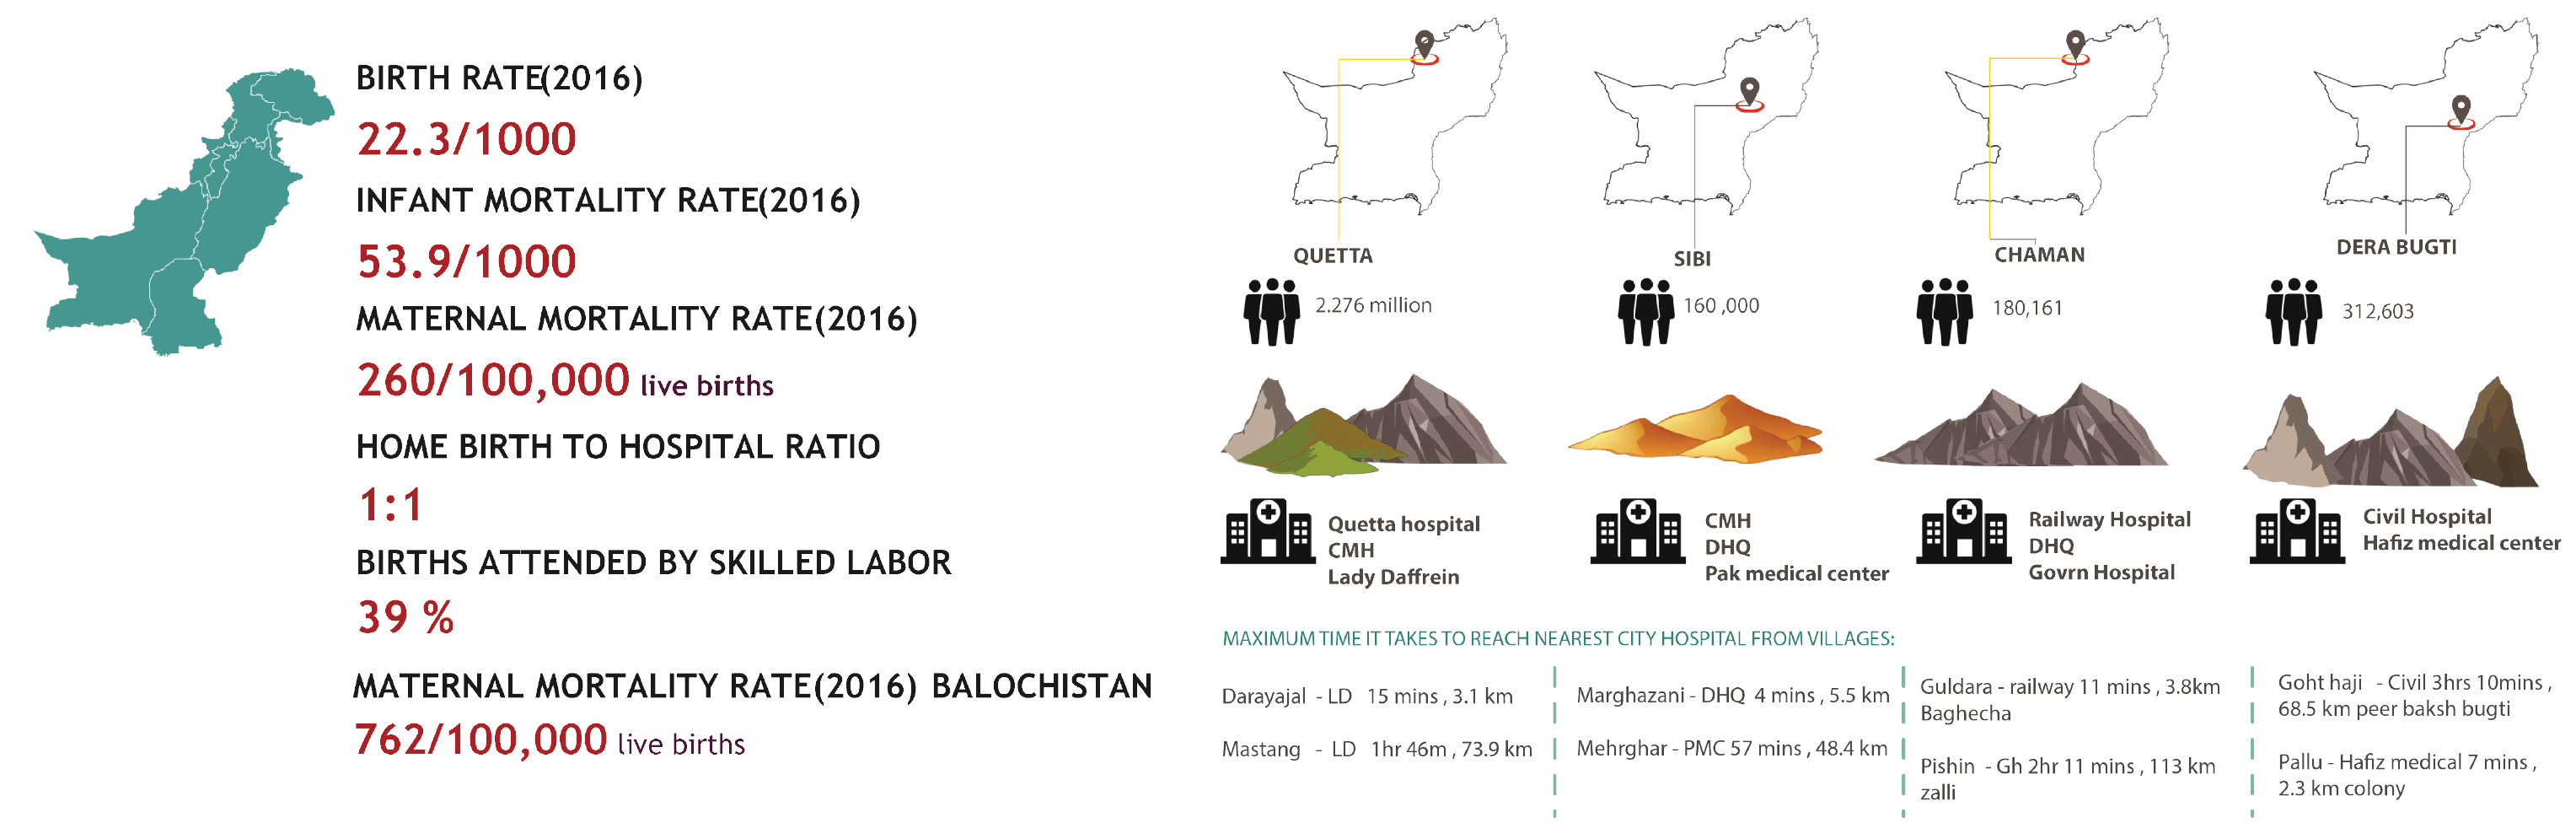 BIRTH RATE(2016)
22.3/1000
INFANT MORTALITY RATE(2016)
53.9/1000
MATERNAL MORTALITY RATE(2016)
260/100,000 live births
HOME BIRTH TO HOSPITAL RATIO
1:1
BIRTHS ATTENDED BY SKILLED LABOR
39 %
MATERNAL MORTALITY RATE(2016) BALOCHISTAN
762/100,000 live births
QUETTA
2.276 million
Quetta hospital
CMH
Lady Daffrein
SIBI
160 ,000
CMH
DHQ
Pak medical center
CHAMAN
180,161
Railway Hospital
DHQ
Govrn Hospital
DERA BUGTI
312,603
Civil Hospital
Hafiz medical center
MAXIMUM TIME IT TAKES TO REACH NEAREST CITY HOSPITAL FROM VILLAGES:
Darayajal - LD 15 mins , 3.1 km
Mastang - LD 1hr 46m , 73.9 km
Marghazani - DHQ 4 mins , 5.5 km
Mehrghar - PMC 57 mins , 48.4 km
Guldara - railway 11 mins , 3.8km
Baghecha
Pishin - Gh 2hr 11 mins , 113 km
zalli
Goht haji - Civil 3hrs 10mins ,
68.5 km peer baksh bugti
Pallu - Hafiz medical 7 mins ,
2.3 km colony